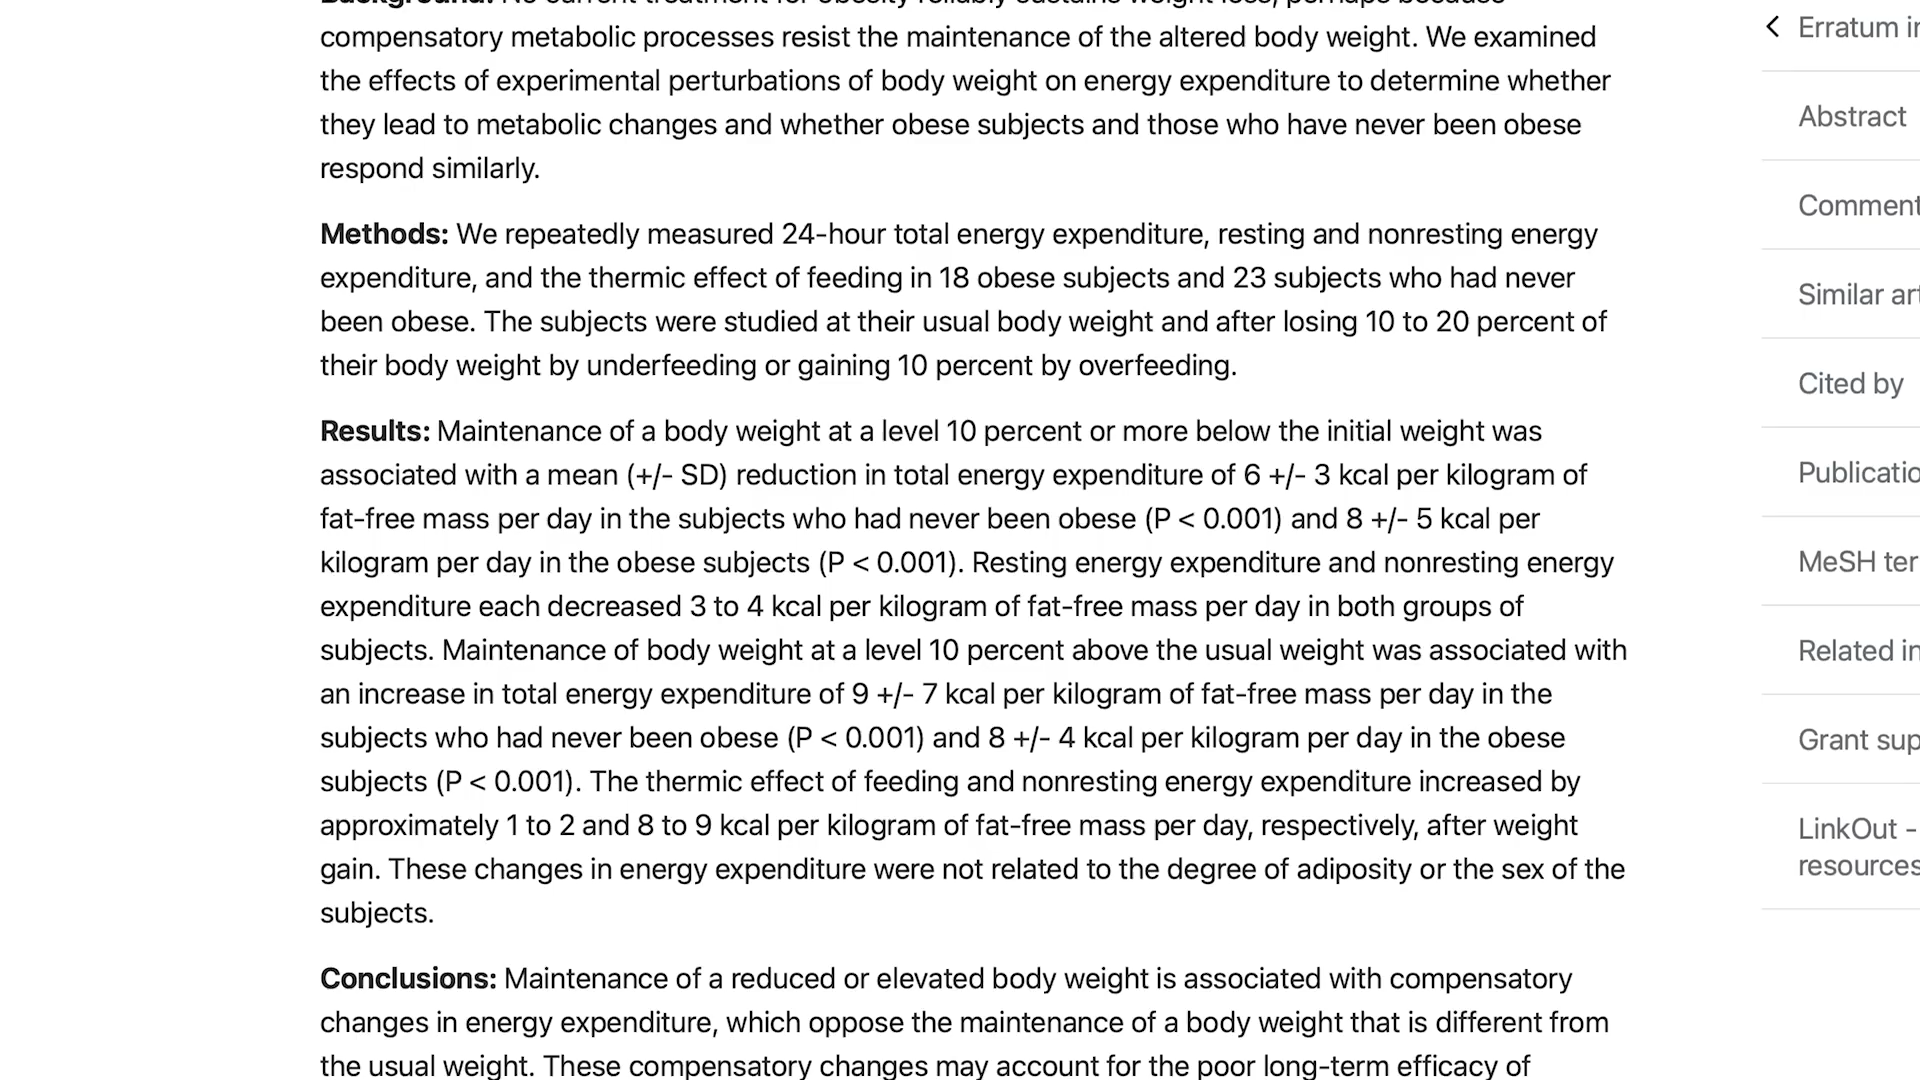 Background: No current treatment for obesity reliably sustains weight loss, perhaps because
compensatory metabolic processes resist the maintenance of the altered body weight. We examined
the effects of experimental perturbations of body weight on energy expenditure to determine whether
they lead to metabolic changes and whether obese subjects and those who have never been obese
respond similarly.
Methods: We repeatedly measured 24-hour total energy expenditure, resting and nonresting energy
expenditure, and the thermic effect of feeding in 18 obese subjects and 23 subjects who had never
been obese. The subjects were studied at their usual body weight and after losing 10 to 20 percent of
their body weight by underfeeding or gaining 10 percent by overfeeding.
Results: Maintenance of a body weight at a level 10 percent or more below the initial weight was
associated with a mean (+/- SD) reduction in total energy expenditure of 6 +/- 3 kcal per kilogram of
fat-free mass per day in the subjects who had never been obese (P < 0.001) and 8 +/- 5 kcal per
kilogram per day in the obese subjects (P < 0.001). Resting energy expenditure and nonresting energy
expenditure each decreased 3 to 4 kcal per kilogram of fat-free mass per day in both groups of
subjects. Maintenance of body weight at a level 10 percent above the usual weight was associated with
an increase in total energy expenditure of 9 +/- 7 kcal per kilogram of fat-free mass per day in the
subjects who had never been obese (P < 0.001) and 8 +/- 4 kcal per kilogram per day in the obese
subjects (P < 0.001). The thermic effect of feeding and nonresting energy expenditure increased by
approximately 1 to 2 and 8 to 9 kcal per kilogram of fat-free mass per day, respectively, after weight
gain. These changes in energy expenditure were not related to the degree of adiposity or the sex of the
subjects.
Conclusions: Maintenance of a reduced or elevated body weight is associated with compensatory
changes in energy expenditure, which oppose the maintenance of a body weight that is different from
the usual weight. These compensatory changes may account for the poor long-term efficacy of
Erratum in
Abstract
Comment
Similar art
Cited by
Publicatio
MeSH ter
Related in
Grant sup
LinkOut -
resources